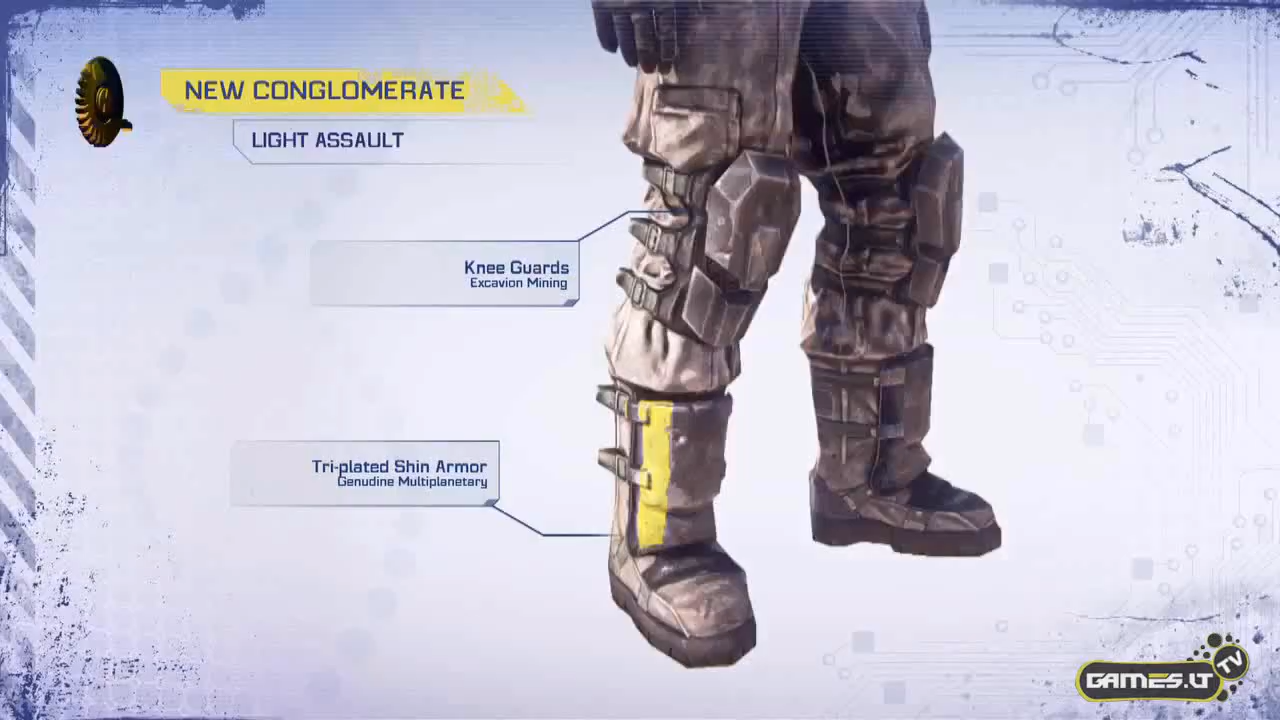 NEW CONGLOMERATE
LIGHT ASSAULT
Knee Guards
Excavion Mining
Tri-plated Shin Armor
Genudine Multiplanetary
GAMES.LT TV